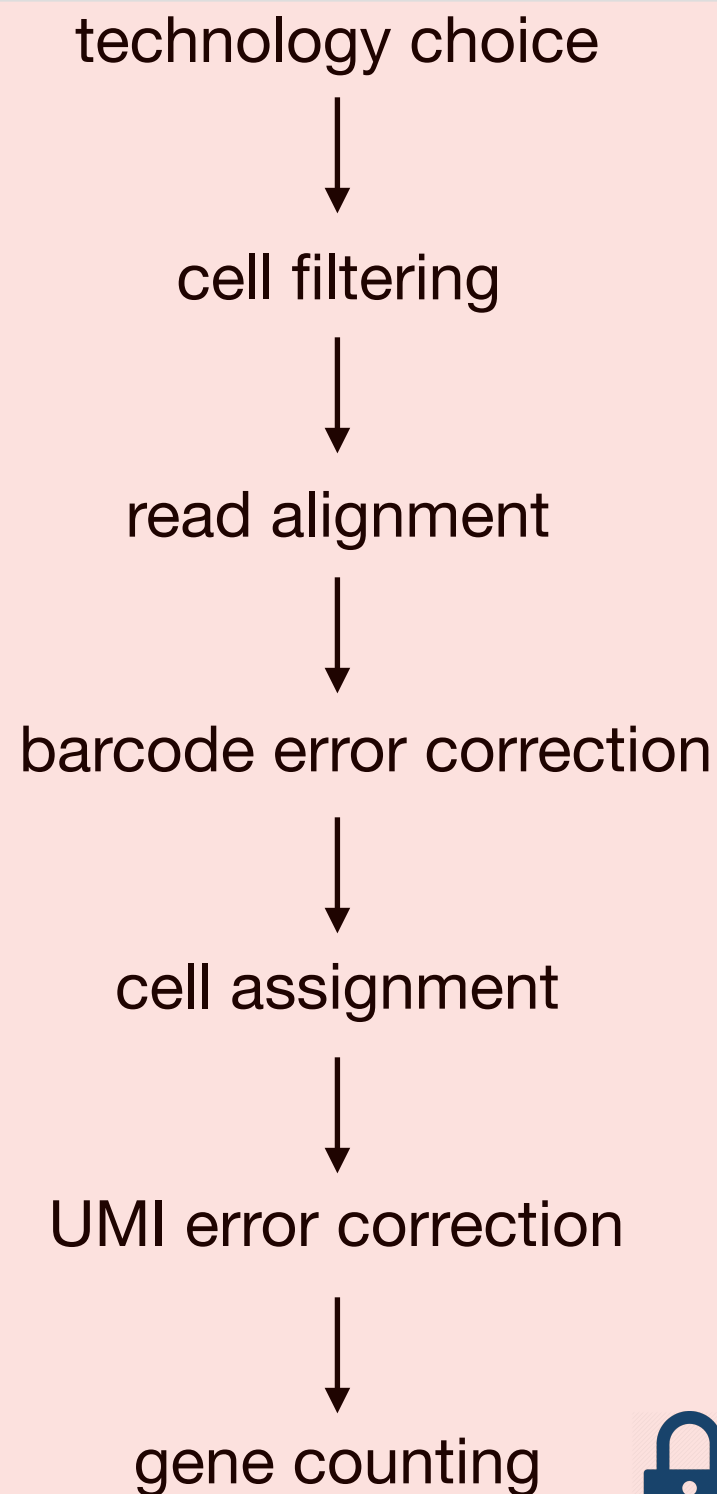 technology choice
cell filtering
read alignment
barcode error correction
cell assignment
UMI error correction
gene counting